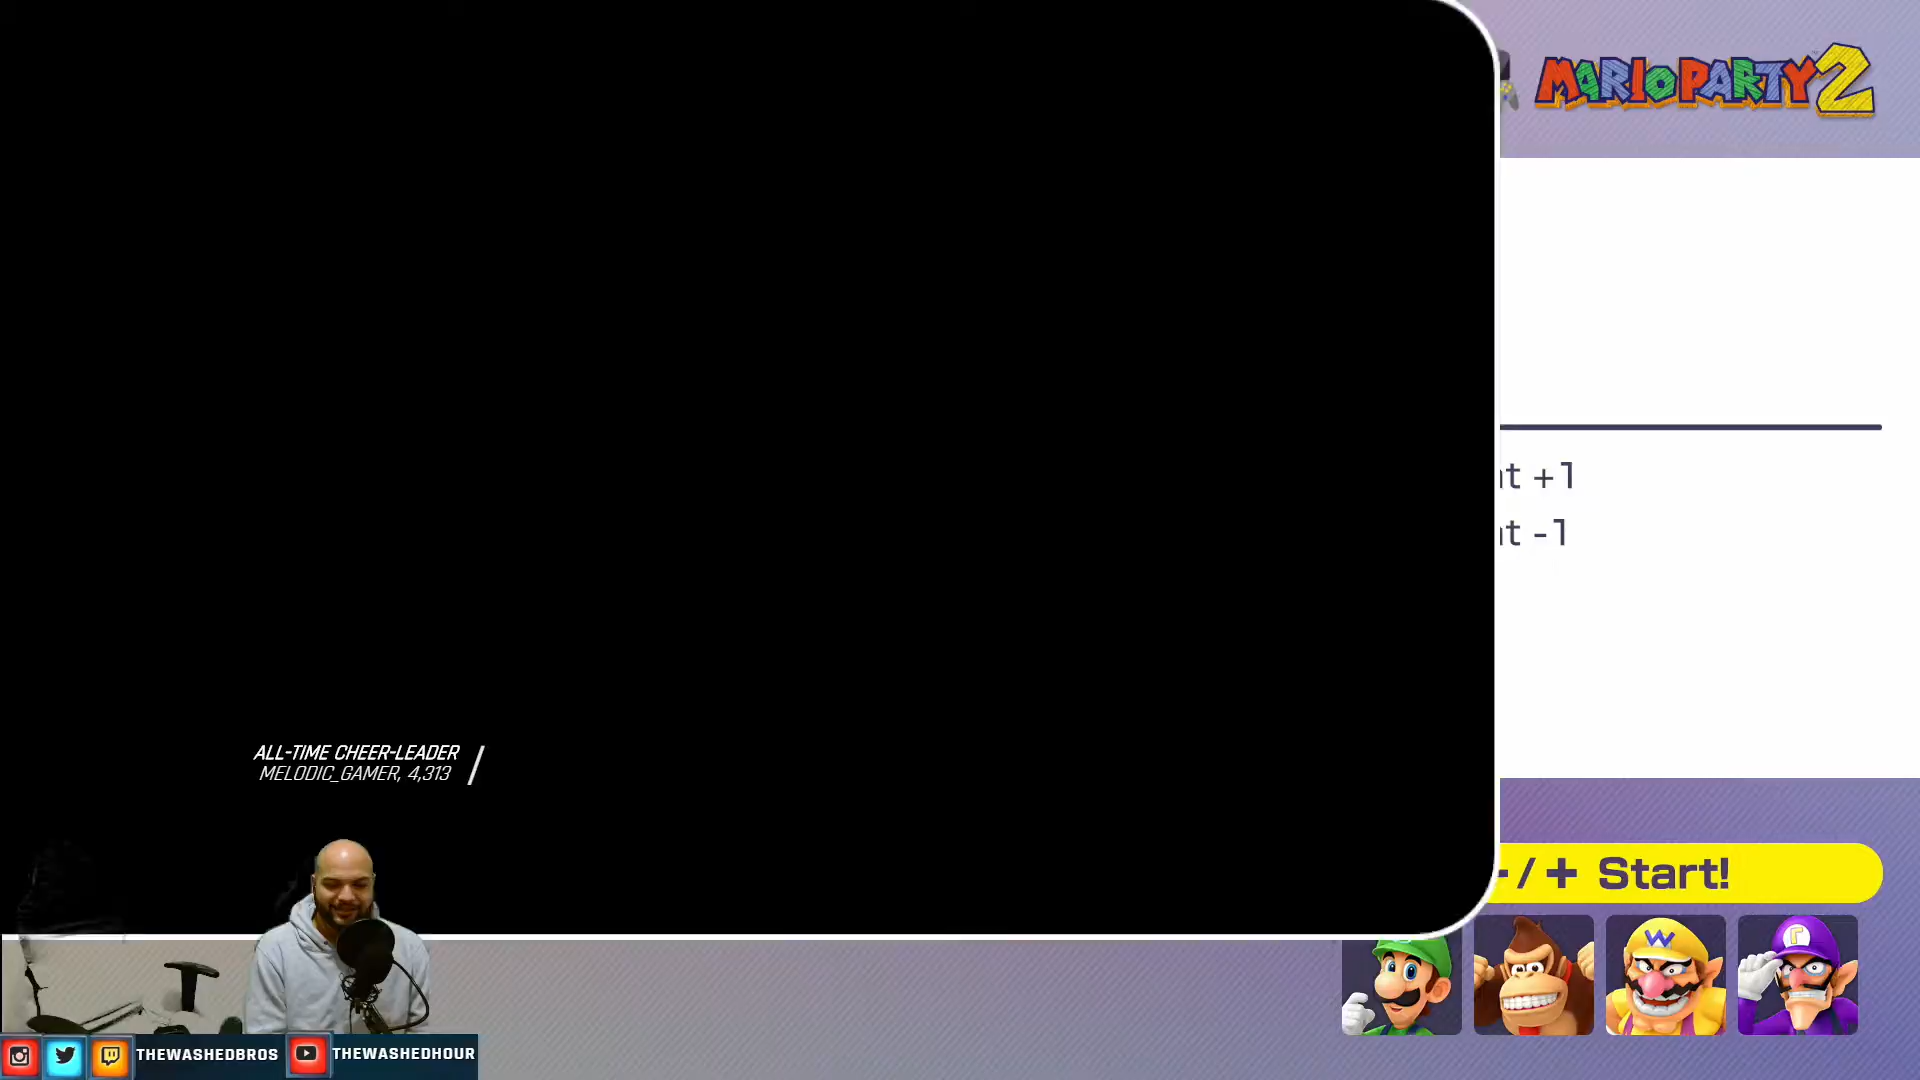 MARIO PARTY 2
t +1
t -1
ALL-TIME CHEER-LEADER
MELODIC_GAMER, 4,313
/ + Start!
THEWASHEDBROS
THEWASHEDHOUR